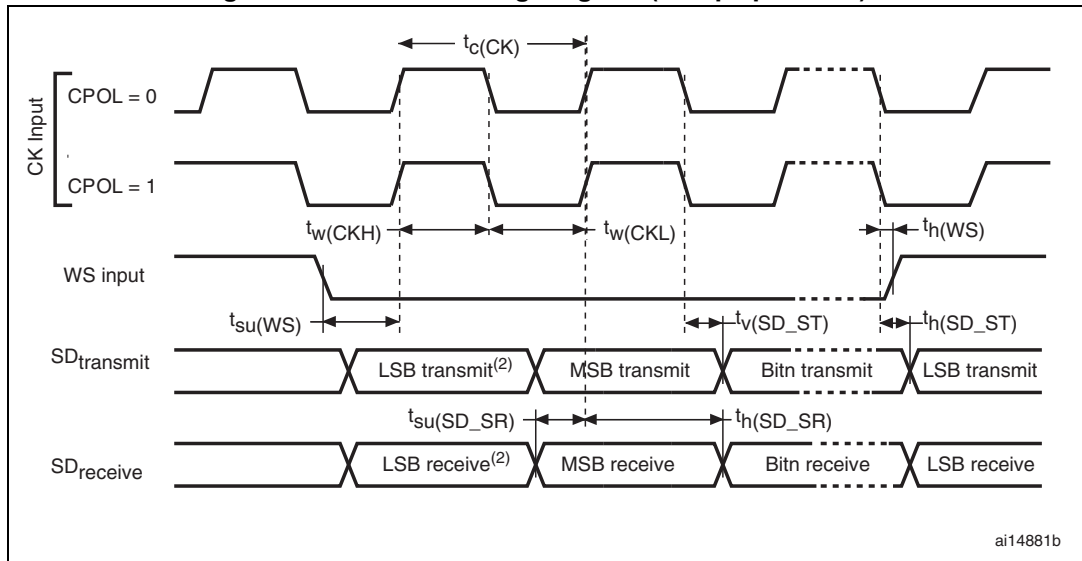 tc(CK)
CK Input
CPOL = 0
CPOL = 1
tw(CKH)
tw(CKL)
th(WS)
WS input
tsu(WS)
tv(SD_ST)
th(SD_ST)
SDtransmit
LSB transmit(2)
MSB transmit
Bitn transmit
LSB transmit
tsu(SD_SR)
th(SD_SR)
SDreceive
LSB receive(2)
MSB receive
Bitn receive
LSB receive
ai14881b